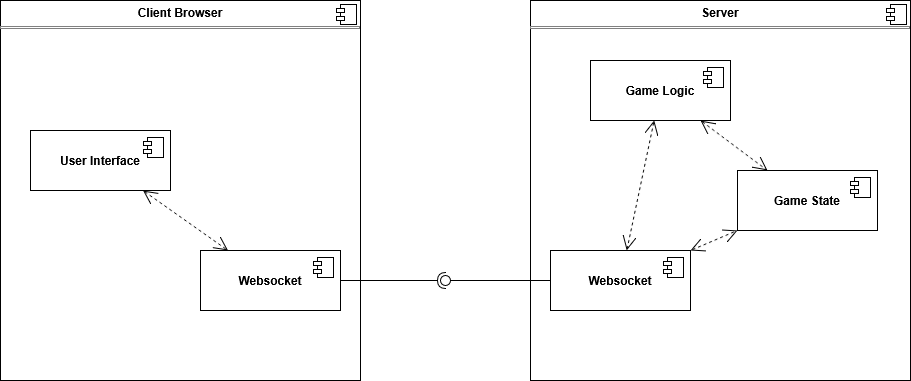 Client Browser
Server
Game Logic
User Interface
Game State
Websocket
Websocket